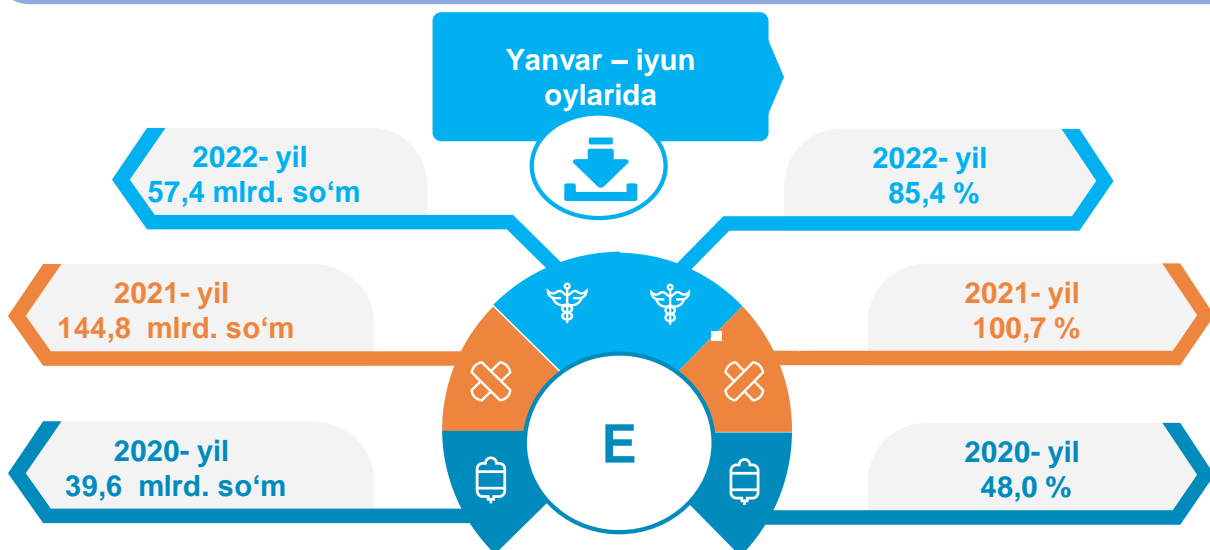 Yanvar – iyun
oylarida
2022- yil
57,4 mlrd. so‘m
2022- yil
85,4 %
2021- yil
144,8 mlrd. so‘m
2021- yil
100,7 %
E
2020- yil
39,6 mlrd. so‘m
2020- yil
48,0 %